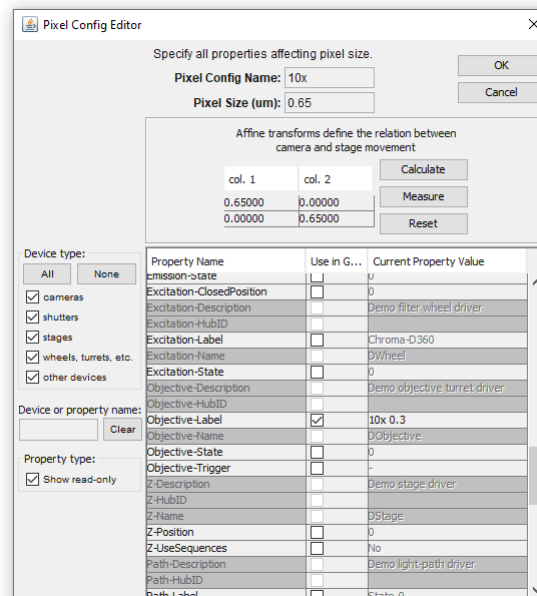 Pixel Config Editor
Specify all properties affecting pixel size.
Pixel Config Name: 10x
Pixel Size (um): 0.65
OK
Cancel
Affine transforms define the relation between
camera and stage movement
col. 1 col. 2
0.65000 0.00000
0.00000 0.65000
Calculate
Measure
Reset
Device type:
All None
cameras
shutters
stages
wheels, turrets, etc.
other devices
Device or property name:
Clear
Property type:
Show read-only
Property Name Use in G... Current Property Value
Emission-State 0
Excitation-ClosedPosition 0
Excitation-Description Demo filter wheel driver
Excitation-HubID
Excitation-Label Chroma-D360
Excitation-Name DWheel
Excitation-State 0
Objective-Description Demo objective turret driver
Objective-HubID
Objective-Label 10x 0.3
Objective-Name DObjective
Objective-State 0
Objective-Trigger -
Z-Description Demo stage driver
Z-HubID
Z-Name DStage
Z-Position 0
Z-UseSequences No
Path-Description Demo light-path driver
Path-HubID
Path-Label State-0